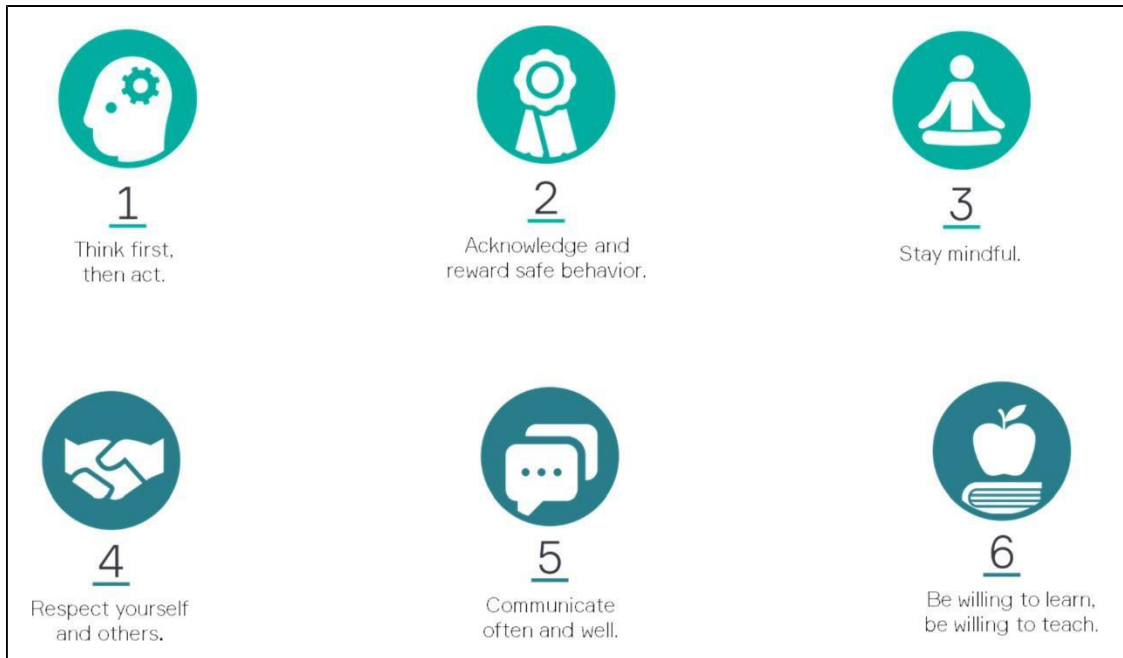 1
Think first,
then act.
2
Acknowledge and
reward safe behavior.
3
Stay mindful.
4
Respect yourself
and others.
5
Communicate
often and well.
6
Be willing to learn,
be willing to teach.